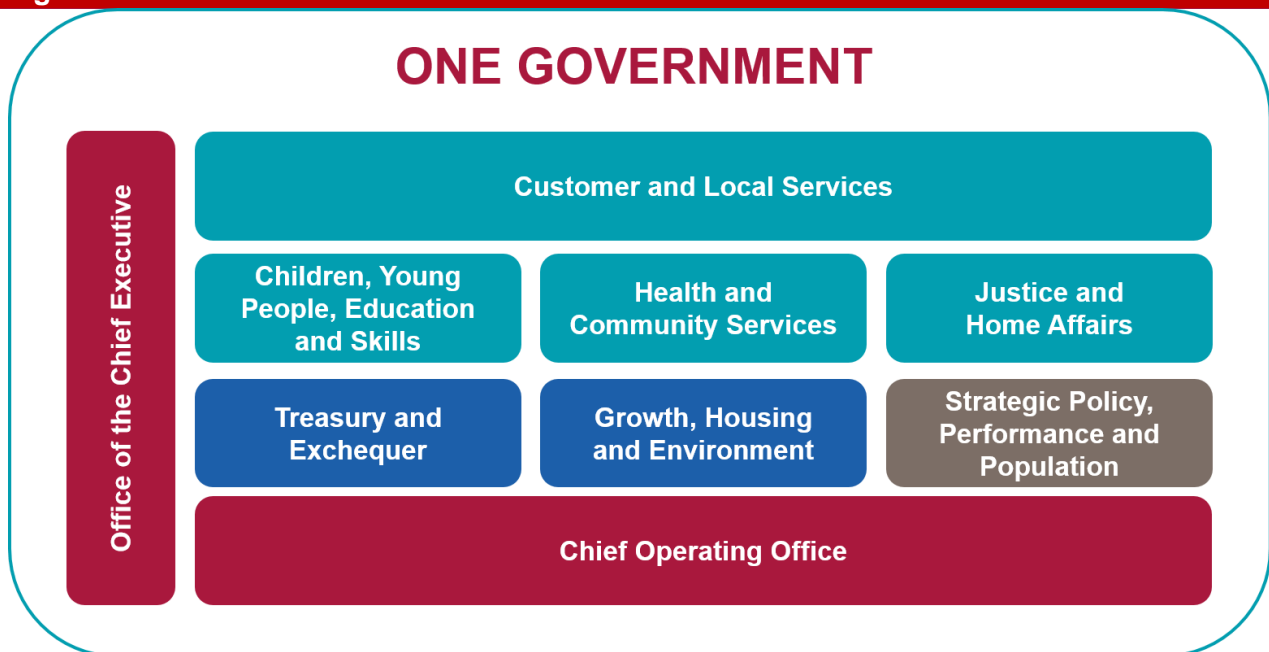 ONE GOVERNMENT
Office of the Chief Executive
Customer and Local Services
Children, Young
People, Education
and Skills
Health and
Community Services
Justice and
Home Affairs
Treasury and
Exchequer
Growth, Housing
and Environment
Strategic Policy,
Performance and
Population
Chief Operating Office